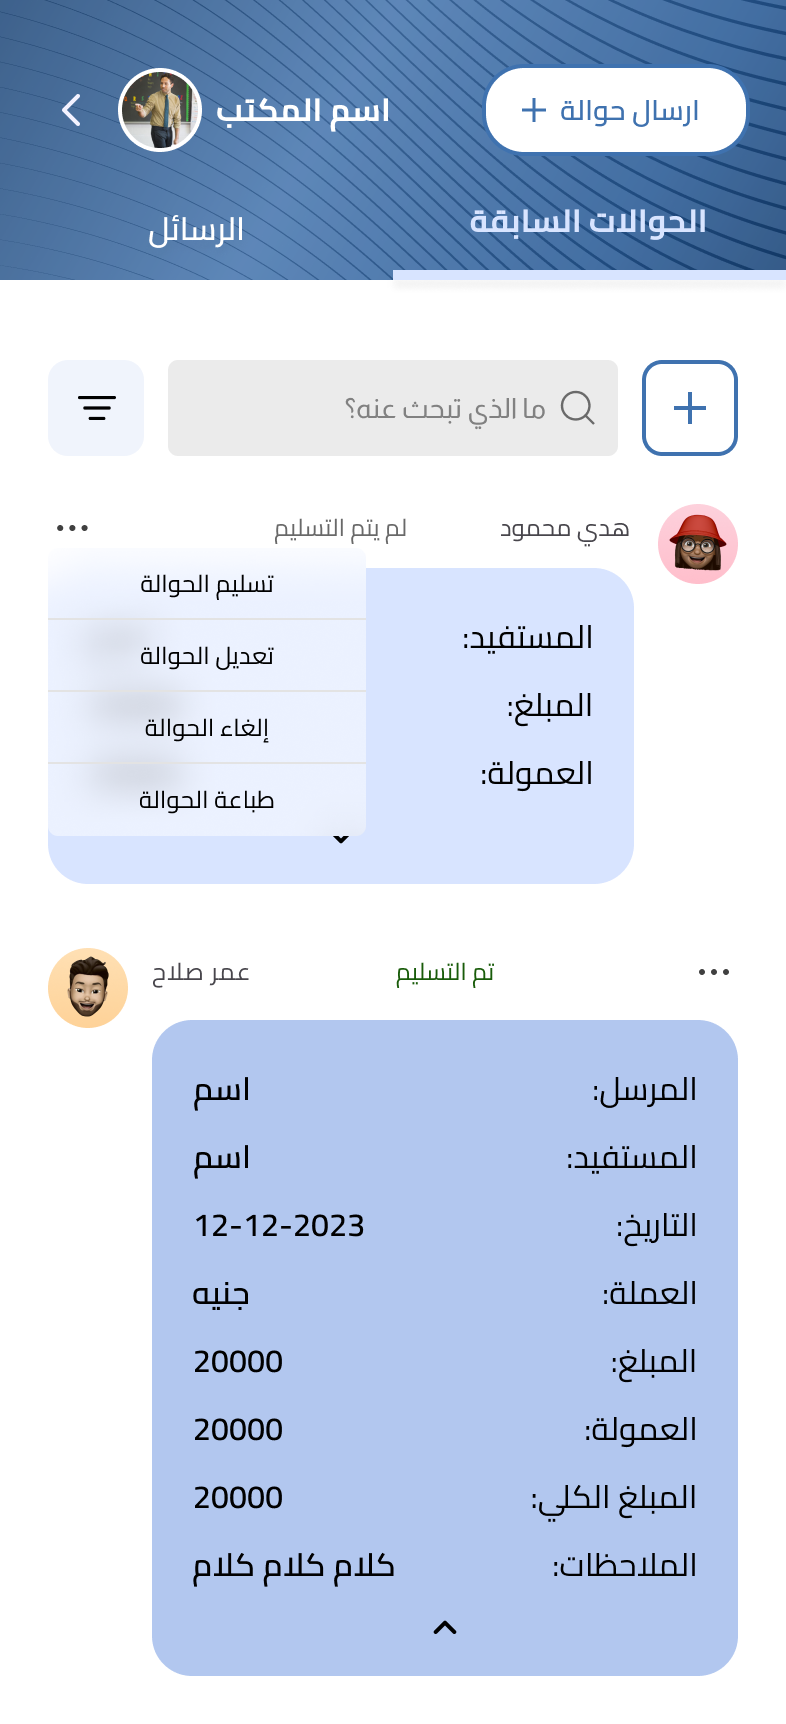 ارسال حوالة +
اسم المكتب
الحوالات السابقة
الرسائل
ما الذي تبحث عنه؟
هدي محمود
لم يتم التسليم
تسليم الحوالة
تعديل الحوالة
إلغاء الحوالة
طباعة الحوالة
المستفيد:
المبلغ:
العمولة:
تم التسليم
عمر صلاح
المرسل: اسم
المستفيد: اسم
التاريخ: 12-12-2023
العملة: جنيه
المبلغ: 20000
العمولة: 20000
المبلغ الكلي: 20000
الملاحظات: كلام كلام كلام